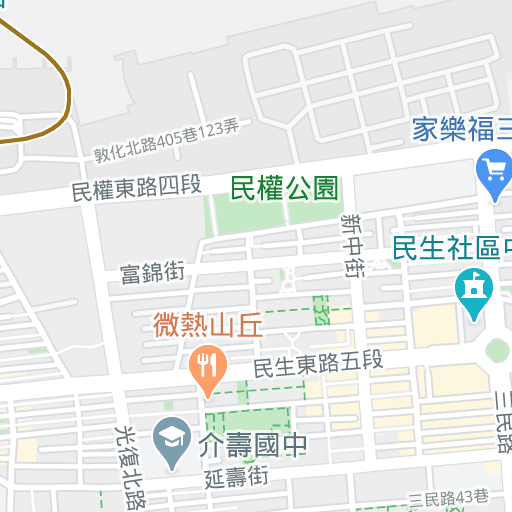 敦化北路405巷123弄
家樂福三
民權東路四段
民權公園
新中街
民生社區中
富錦街
微熱山丘
民生東路五段
三民路
光復北路
介壽國中
延壽街
三民路43巷